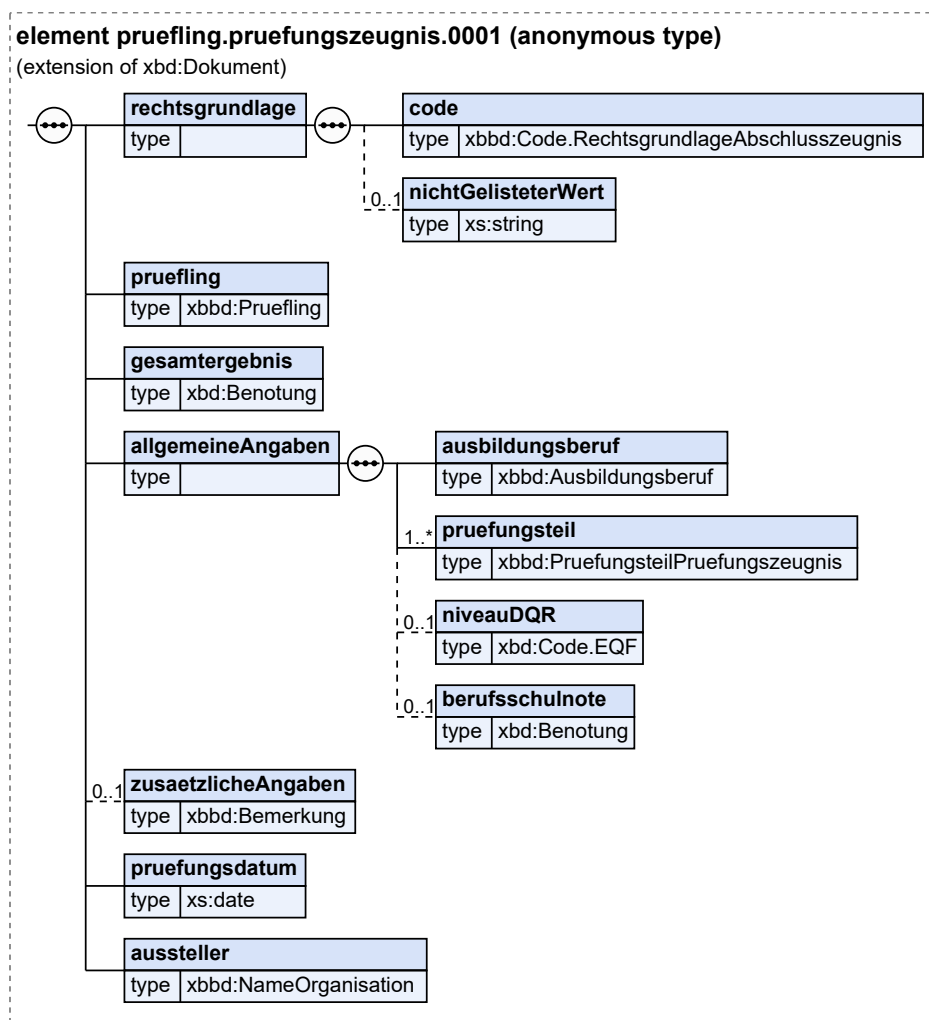 element pruefling.pruefungszeugnis.0001 (anonymous type)
(extension of xbd:Dokument)
rechtsgrundlage
type
code
type xbbd:Code.RechtsgrundlageAbschlusszeugnis
0..1
nichtGelisteterWert
type xs:string
pruefling
type xbbd:Pruefling
gesamtergebnis
type xbd:Benotung
allgemeineAngaben
type
ausbildungsberuf
type xbbd:Ausbildungsberuf
1..*
pruefungsteil
type xbbd:PruefungsteilPruefungszeugnis
0..1
niveauDQR
type xbd:Code.EQF
0..1
berufsschulnote
type xbd:Benotung
0..1
zusaetzlicheAngaben
type xbbd:Bemerkung
pruefungsdatum
type xs:date
aussteller
type xbbd:NameOrganisation